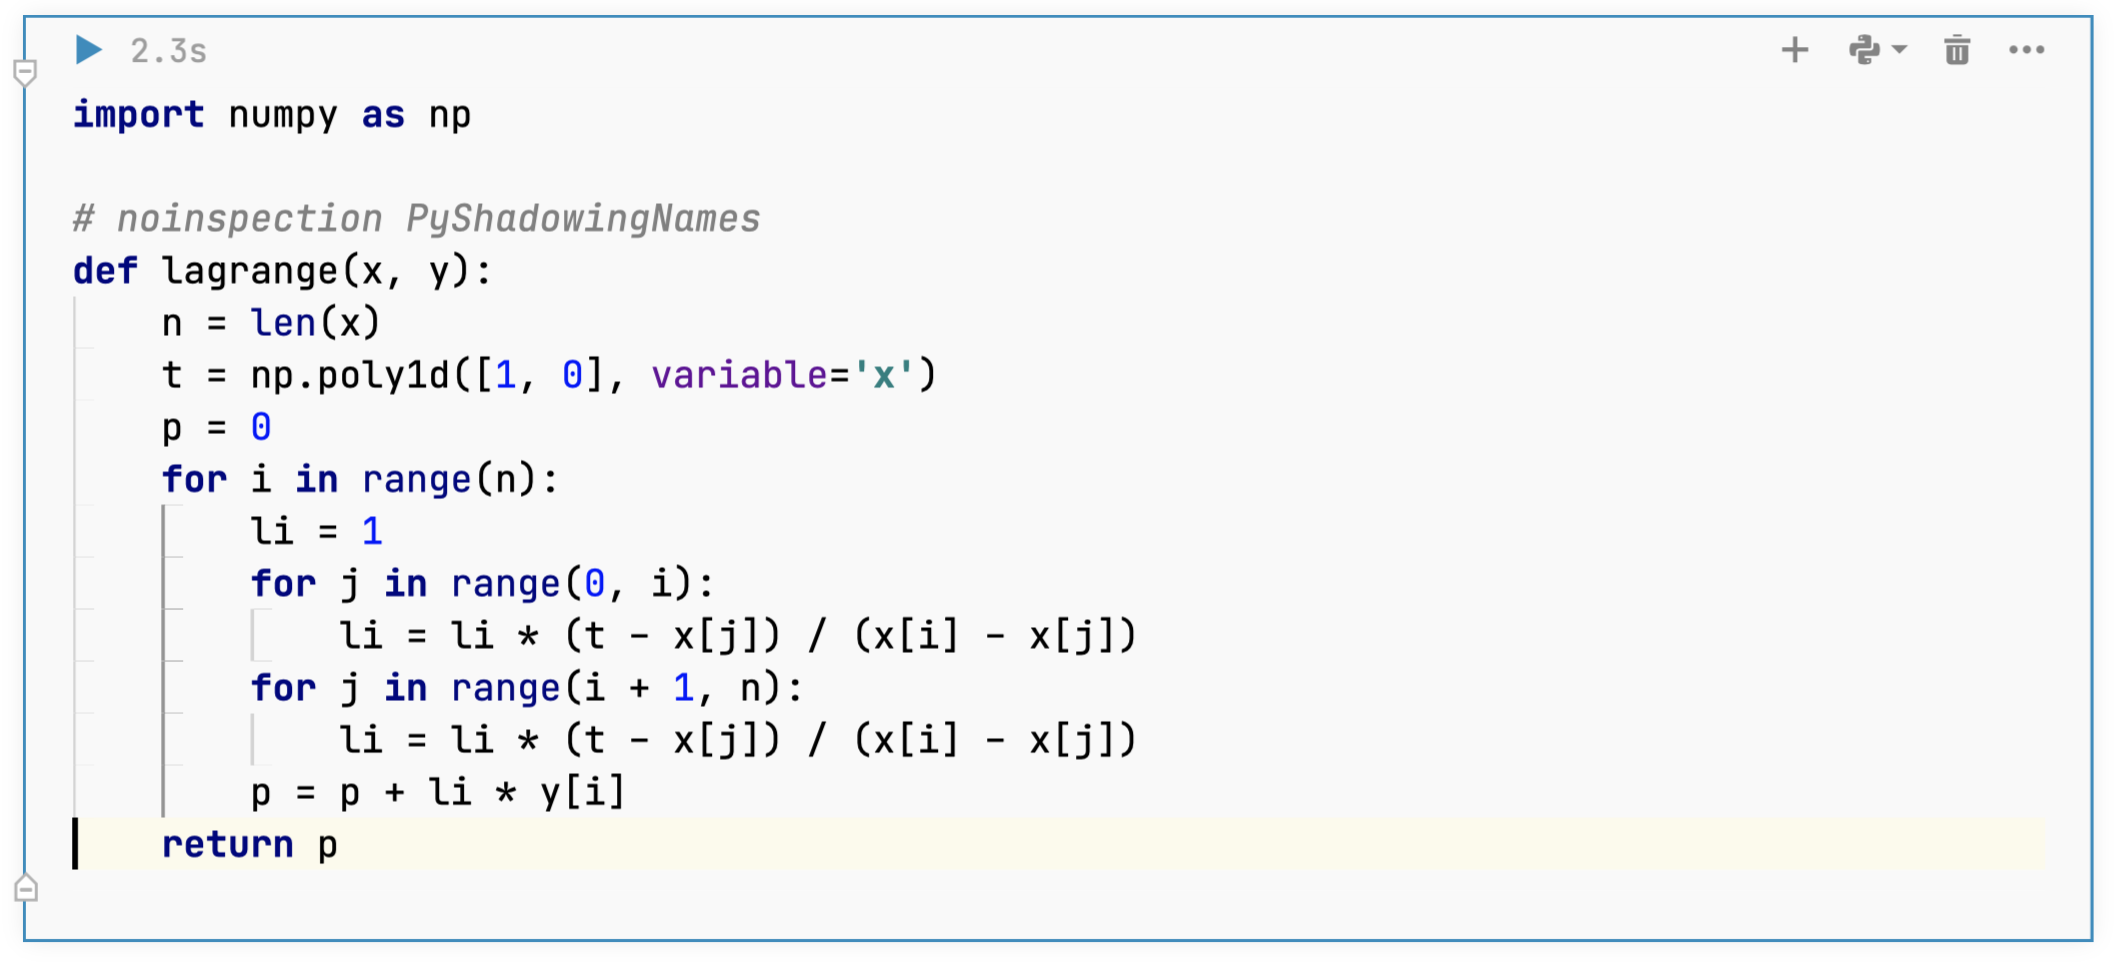 2.3s
import numpy as np
# noinspection PyShadowingNames
def lagrange(x, y):
    n = len(x)
    t = np.poly1d([1, 0], variable='x')
    p = 0
    for i in range(n):
        li = 1
        for j in range(0, i):
            li = li * (t - x[j]) / (x[i] - x[j])
        for j in range(i + 1, n):
            li = li * (t - x[j]) / (x[i] - x[j])
        p = p + li * y[i]
    return p